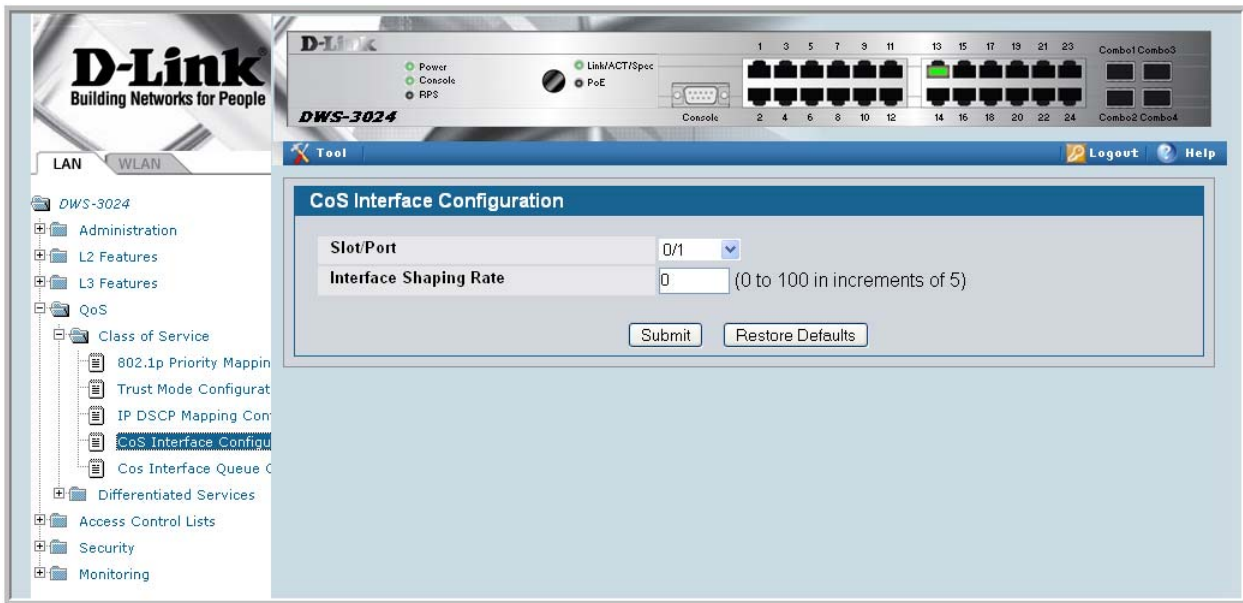 D-Link
Building Networks for People
D-Link
Power
Console
RPS
Link/ACT/Spec
PoE
DWS-3024
Console
1 3 5 7 9 11 13 15 17 19 21 23
2 4 6 8 10 12 14 16 18 20 22 24
Combo1 Combo3
Combo2 Combo4
LAN WLAN
Tool Logout Help
DWS-3024
Administration
L2 Features
L3 Features
QoS
Class of Service
802.1p Priority Mappin
Trust Mode Configurat
IP DSCP Mapping Con
CoS Interface Configu
Cos Interface Queue C
Differentiated Services
Access Control Lists
Security
Monitoring
CoS Interface Configuration
Slot/Port 0/1
Interface Shaping Rate 0 (0 to 100 in increments of 5)
Submit Restore Defaults